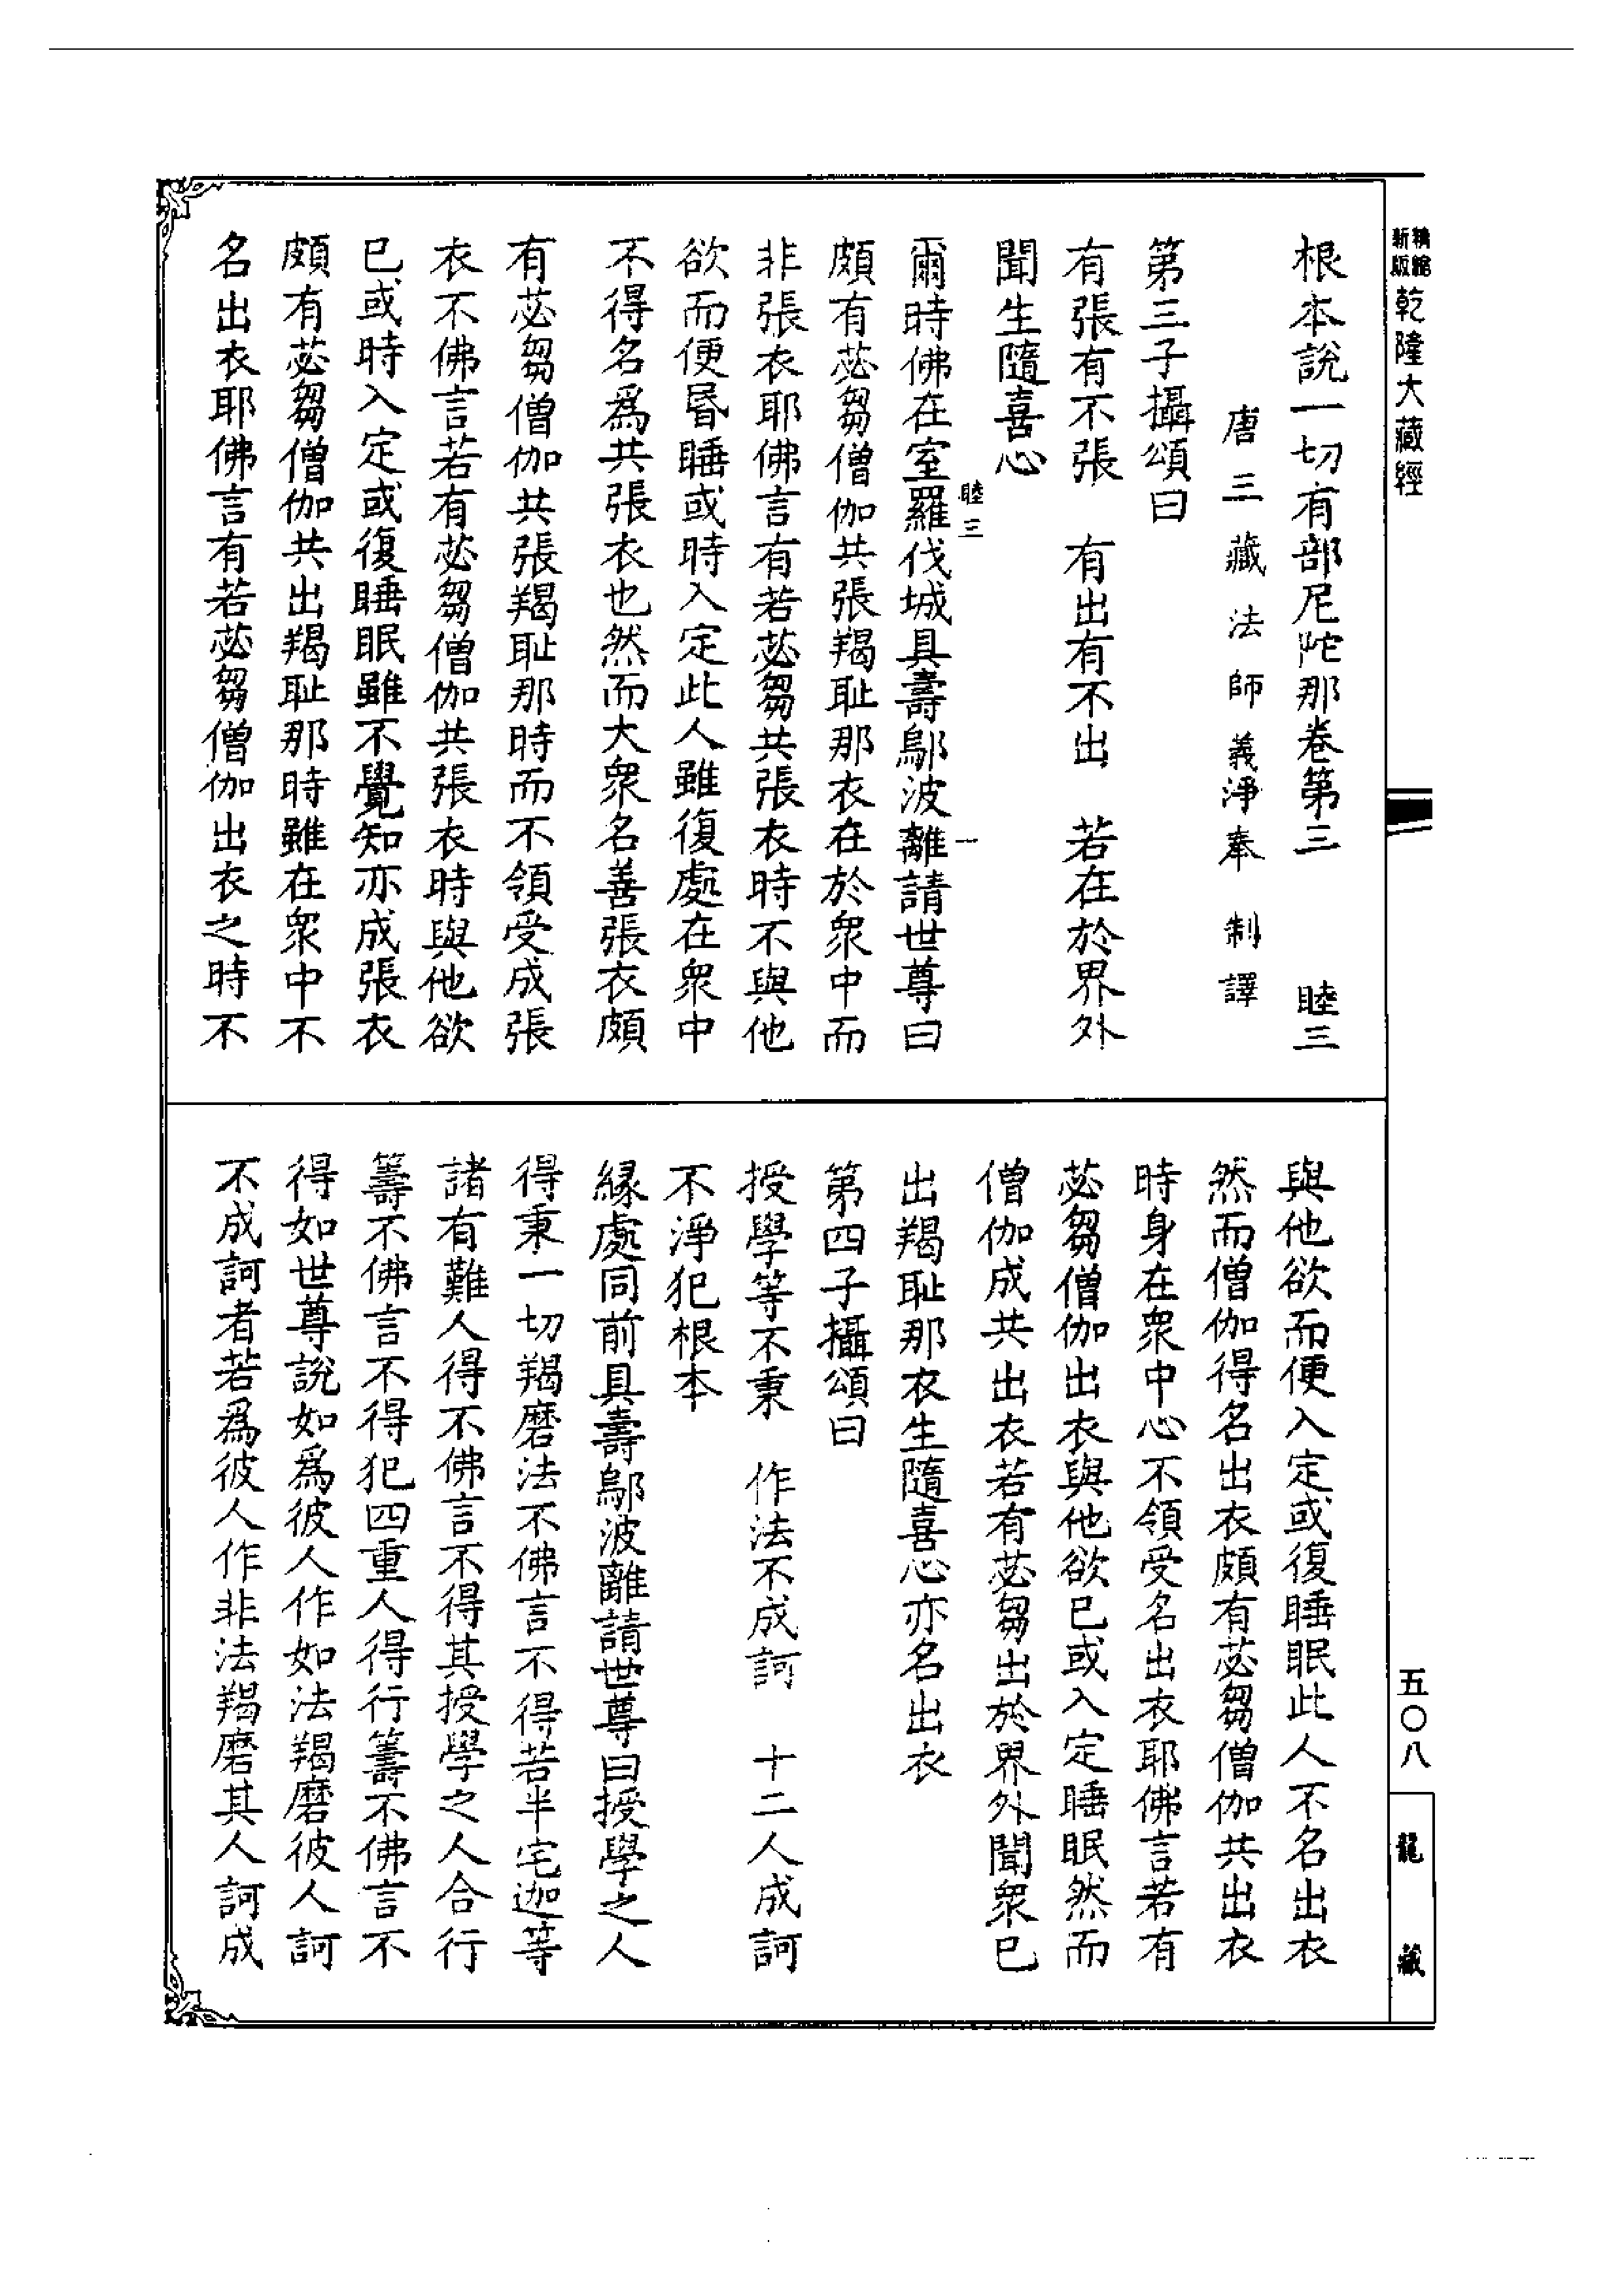 精縮
新版
乾隆大藏經
根本說一切有部尼陀那卷第三　睦三
唐三藏法師義淨奉　制譯
第三子攝頌曰
有張有不張　有出有不出　若在於界外
聞生隨喜心
睦三　一
爾時佛在室羅伐城具壽鄔波離請世尊曰
頗有苾芻僧伽共張羯恥那衣在於眾中而
非張衣耶佛言有若苾芻共張衣時不與他
欲而便昬睡或時入定此人雖復處在眾中
不得名爲共張衣也然而大眾名善張衣頗
有苾芻僧伽共張羯恥那時而不領受成張
衣不佛言若有苾芻僧伽共張衣時與他欲
已或時入定或復睡眠雖不覺知亦成張衣
頗有苾芻僧伽共出羯恥那時雖在眾中不
名出衣耶佛言有若苾芻僧伽出衣之時不
與他欲而便入定或復睡眠此人不名出衣
然而僧伽得名出衣頗有苾芻僧伽共出衣
時身在眾中心不領受名出衣耶佛言若有
苾芻僧伽出衣與他欲已或入定睡眠然而
僧伽成共出衣若有苾芻出於界外聞眾已
出羯恥那衣生隨喜心亦名出衣
第四子攝頌曰
授學等不秉　作法不成訶　十二人成訶
不淨犯根本
緣處同前具壽鄔波離請世尊曰授學之人
得秉一切羯磨法不佛言不得若半宅迦等
諸有難人得不佛言不得其授學之人合行
籌不佛言不得犯四重人得行籌不佛言不
得如世尊說如爲彼人作如法羯磨彼人訶
不成訶者若爲彼人作非法羯磨其人訶成
五〇八
龍藏